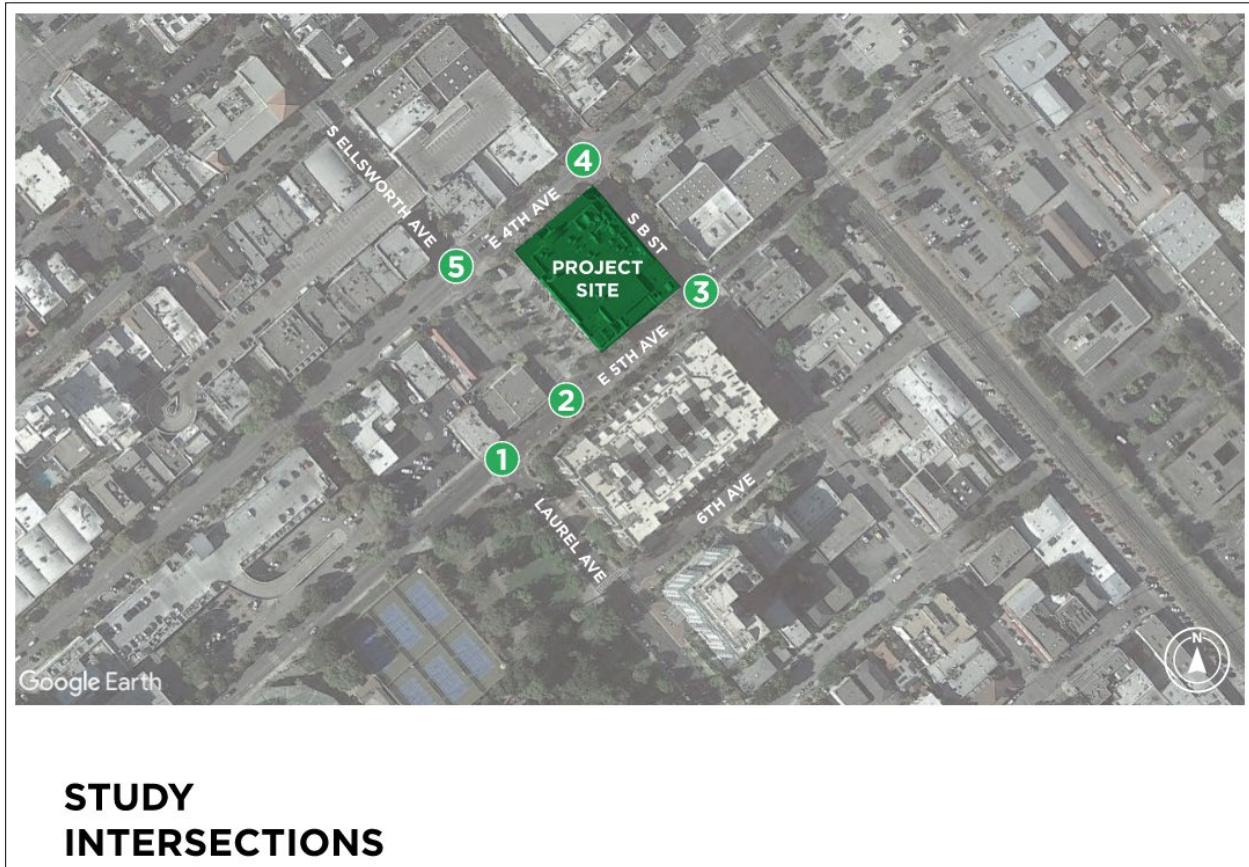 4
S ELLSWORTH AVE
E 4TH AVE
S B ST
5
PROJECT
SITE
3
E 5TH AVE
2
1
LAUREL AVE
6TH AVE
N
Google Earth
STUDY
INTERSECTIONS